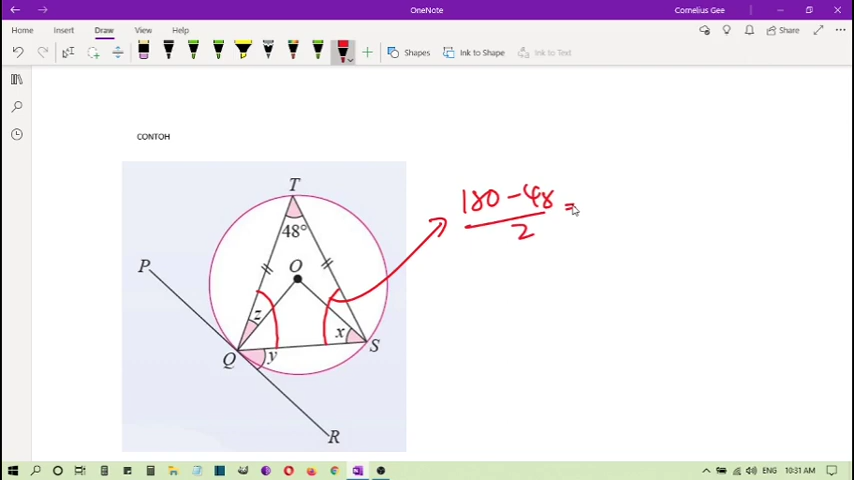 OneNote
Cornelius Gee
Home Insert Draw View Help Share
Shapes Ink to Shape Ink to Text
CONTOH
T
48°
P
O
z
x
S
Q
y
R
180 - 48 =
2
ENG 10:31 AM